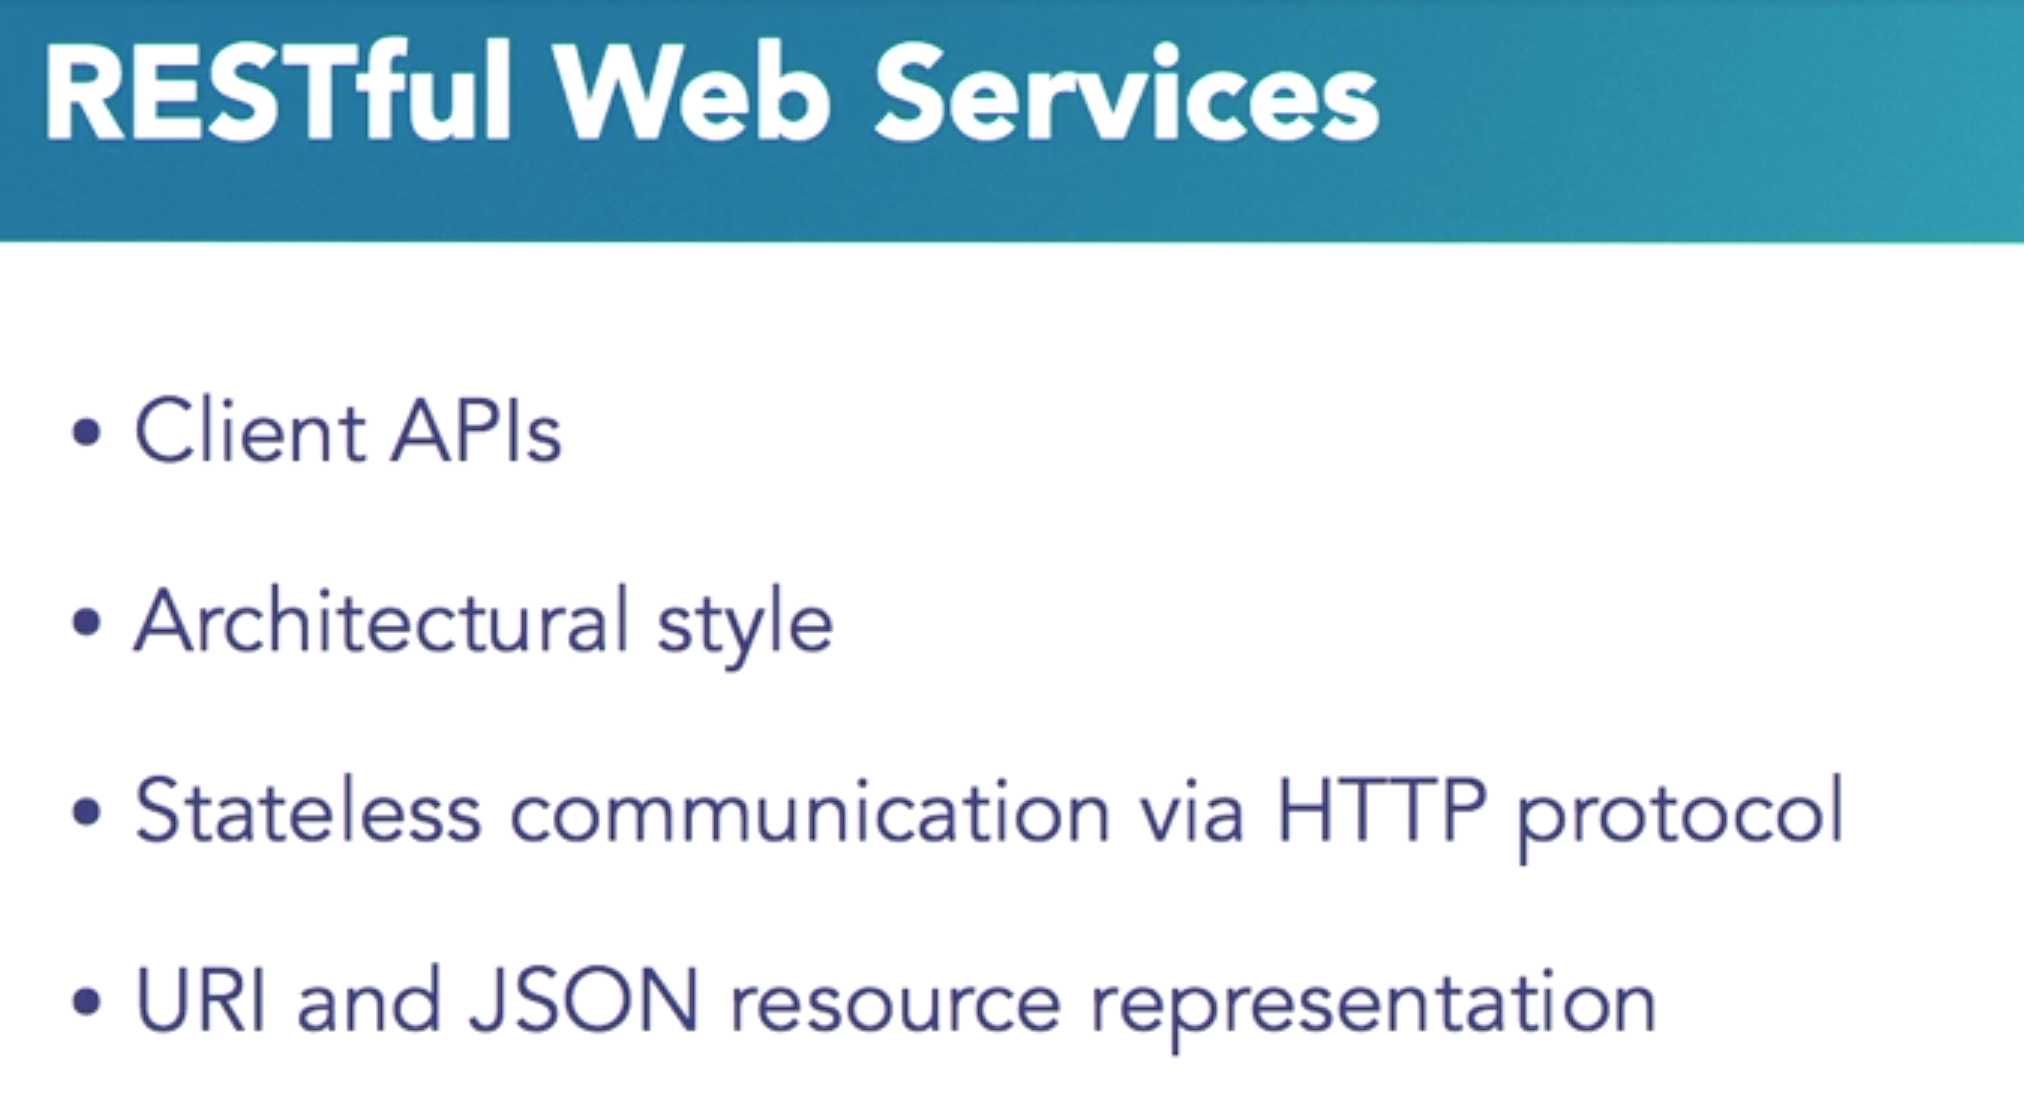 RESTful Web Services
• Client APIs
• Architectural style
• Stateless communication via HTTP protocol
• URI and JSON resource representation